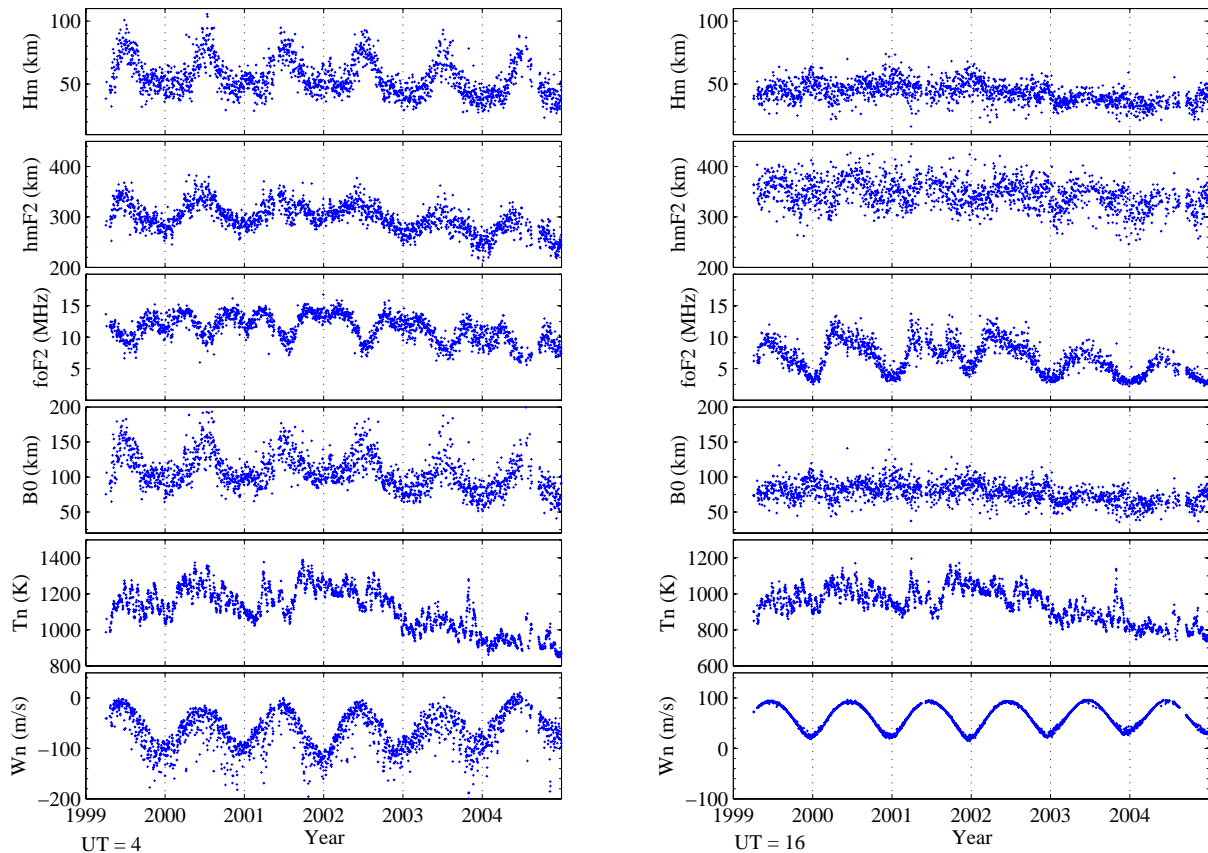 Hm (km)
100
50
hmF2 (km)
400
300
200
foF2 (MHz)
15
10
5
B0 (km)
200
150
100
50
Tn (K)
1400
1200
1000
800
Wn (m/s)
0
−100
−200
1999 2000 2001 2002 2003 2004
Year
UT = 4
Hm (km)
100
50
hmF2 (km)
400
300
200
foF2 (MHz)
15
10
5
B0 (km)
200
150
100
50
Tn (K)
1200
1000
800
600
Wn (m/s)
100
0
−100
1999 2000 2001 2002 2003 2004
Year
UT = 16